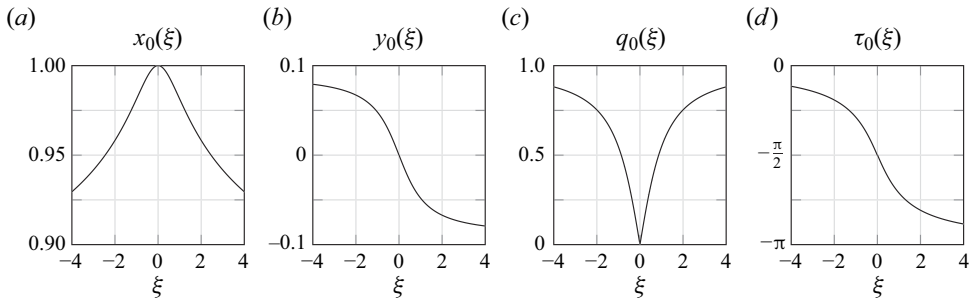 (a) (b) (c) (d)
x₀(ξ) y₀(ξ) q₀(ξ) τ₀(ξ)
1.00 0.1 1.0 0
0.95 0 0.5 −π/2
0.90 −0.1 0 −π
−4 −2 0 2 4 −4 −2 0 2 4 −4 −2 0 2 4 −4 −2 0 2 4
ξ ξ ξ ξ